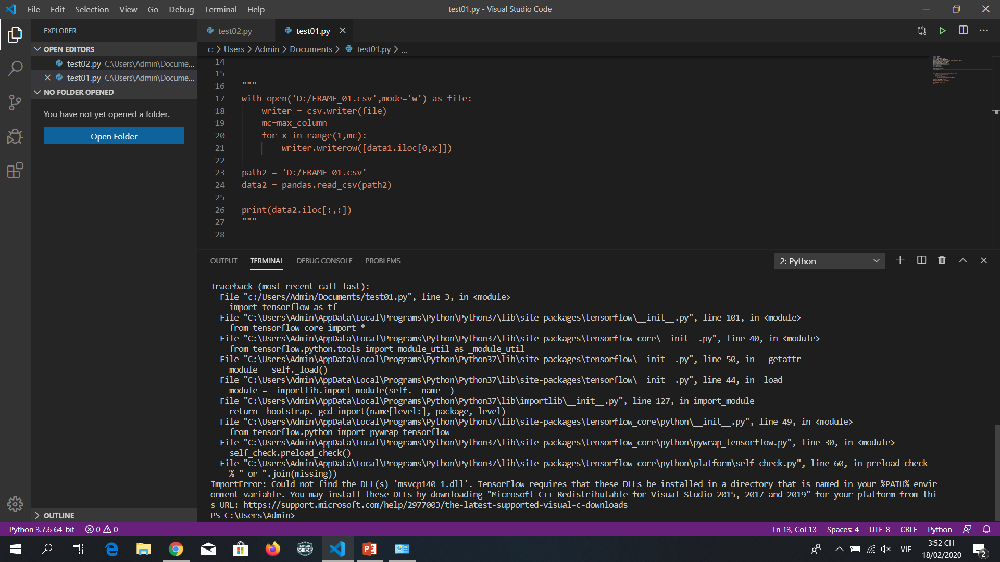 File Edit Selection View Go Debug Terminal Help
test01.py - Visual Studio Code
EXPLORER
OPEN EDITORS
test02.py C:\Users\Admin\Docume...
test01.py C:\Users\Admin\Docume...
NO FOLDER OPENED
You have not yet opened a folder.
Open Folder
OUTLINE
test02.py
test01.py
c: > Users > Admin > Documents > test01.py > ...
14
15
16 """
17 with open('D:/FRAME_01.csv',mode='w') as file:
18 writer = csv.writer(file)
19 mc=max_column
20 for x in range(1,mc):
21 writer.writerow([data1.iloc[0,x]])
22
23 path2 = 'D:/FRAME_01.csv'
24 data2 = pandas.read_csv(path2)
25
26 print(data2.iloc[:,:])
27 """
28
OUTPUT TERMINAL DEBUG CONSOLE PROBLEMS
2: Python
Traceback (most recent call last):
File "c:/Users/Admin/Documents/test01.py", line 3, in <module>
import tensorflow as tf
File "C:\Users\Admin\AppData\Local\Programs\Python\Python37\lib\site-packages\tensorflow\__init__.py", line 101, in <module>
from tensorflow_core import *
File "C:\Users\Admin\AppData\Local\Programs\Python\Python37\lib\site-packages\tensorflow_core\__init__.py", line 40, in <module>
from tensorflow.python.tools import module_util as _module_util
File "C:\Users\Admin\AppData\Local\Programs\Python\Python37\lib\site-packages\tensorflow\__init__.py", line 50, in __getattr__
module = self._load()
File "C:\Users\Admin\AppData\Local\Programs\Python\Python37\lib\site-packages\tensorflow\__init__.py", line 44, in _load
module = _importlib.import_module(self.__name__)
File "C:\Users\Admin\AppData\Local\Programs\Python\Python37\lib\importlib\__init__.py", line 127, in import_module
return _bootstrap._gcd_import(name[level:], package, level)
File "C:\Users\Admin\AppData\Local\Programs\Python\Python37\lib\site-packages\tensorflow_core\python\__init__.py", line 49, in <module>
from tensorflow.python import pywrap_tensorflow
File "C:\Users\Admin\AppData\Local\Programs\Python\Python37\lib\site-packages\tensorflow_core\python\pywrap_tensorflow.py", line 30, in <module>
self_check.preload_check()
File "C:\Users\Admin\AppData\Local\Programs\Python\Python37\lib\site-packages\tensorflow_core\python\platform\self_check.py", line 60, in preload_check
% " or ".join(missing))
ImportError: Could not find the DLL(s) 'msvcp140_1.dll'. TensorFlow requires that these DLLs be installed in a directory that is named in your %PATH% envir
onment variable. You may install these DLLs by downloading "Microsoft C++ Redistributable for Visual Studio 2015, 2017 and 2019" for your platform from thi
s URL: https://support.microsoft.com/help/2977003/the-latest-supported-visual-c-downloads
PS C:\Users\Admin>
Python 3.7.6 64-bit 0 0
Ln 13, Col 13 Spaces: 4 UTF-8 CRLF Python
MPLAB
X IDE
VIE
3:52 CH
18/02/2020
2